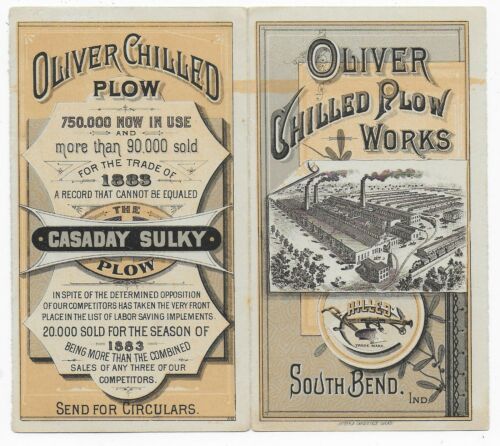 OLIVER CHILLED
PLOW
750.000 NOW IN USE
AND
more than 90.000 sold
FOR THE TRADE OF
1883
A RECORD THAT CANNOT BE EQUALED
THE
CASADAY SULKY
PLOW
IN SPITE OF THE DETERMINED OPPOSITION
OF OUR COMPETITORS HAS TAKEN THE VERY FRONT
PLACE IN THE LIST OF LABOR SAVING IMPLEMENTS.
20.000 SOLD FOR THE SEASON OF
1883
BEING MORE THAN THE COMBINED
SALES OF ANY THREE OF OUR
COMPETITORS.
SEND FOR CIRCULARS.
OLIVER
CHILLED PLOW
WORKS
CHILLED
TRADE MARK
SOUTH BEND.
IND.